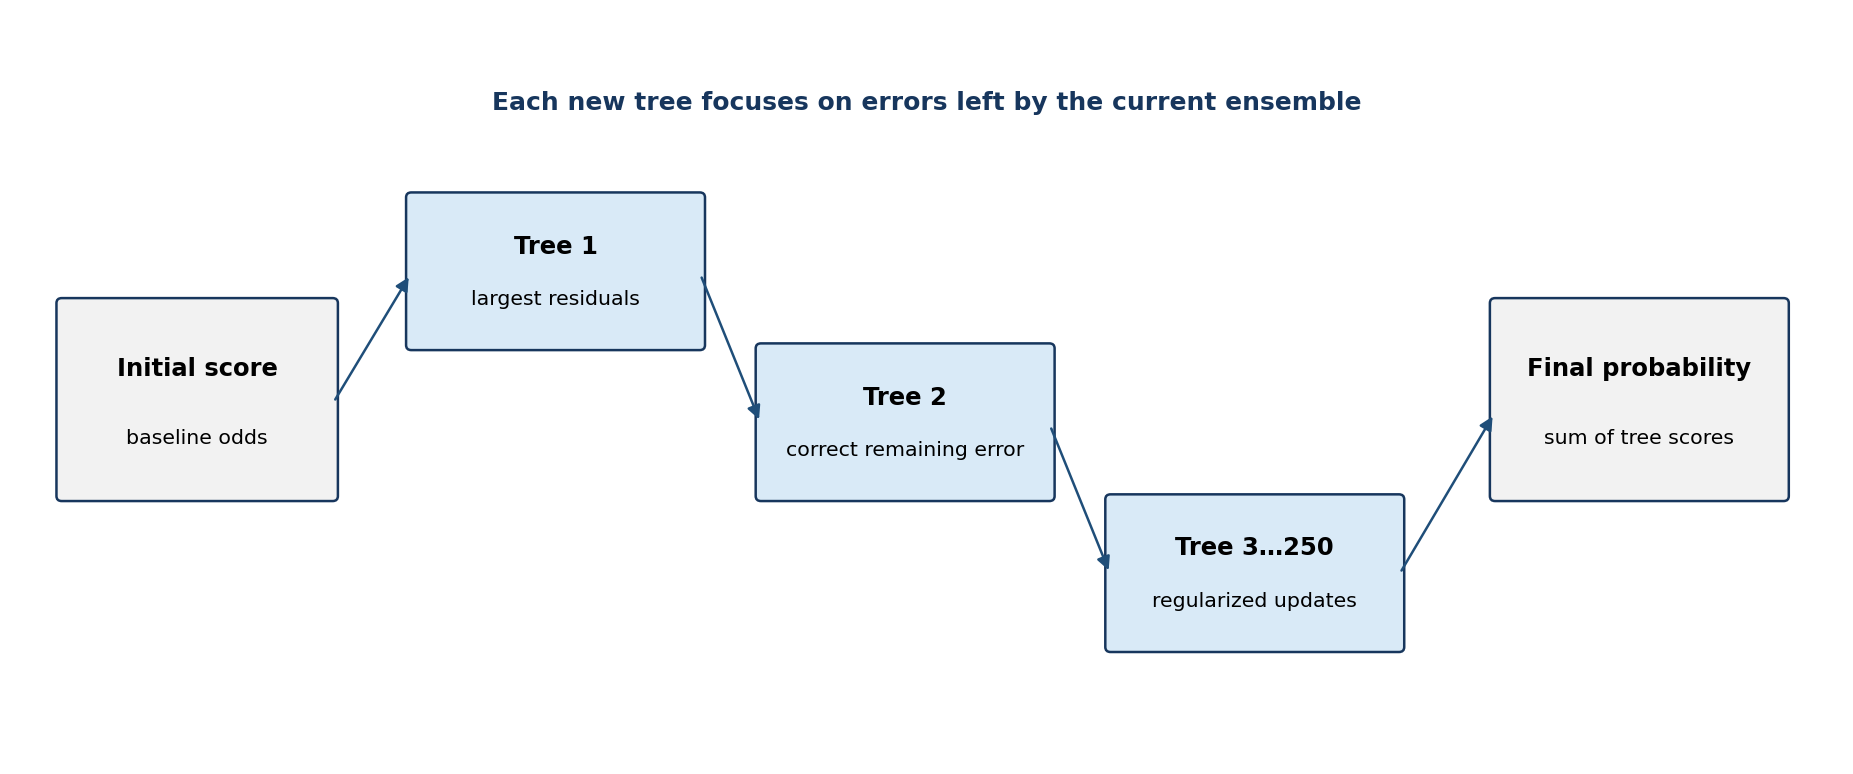 Each new tree focuses on errors left by the current ensemble
Initial score
baseline odds
Tree 1
largest residuals
Tree 2
correct remaining error
Tree 3...250
regularized updates
Final probability
sum of tree scores